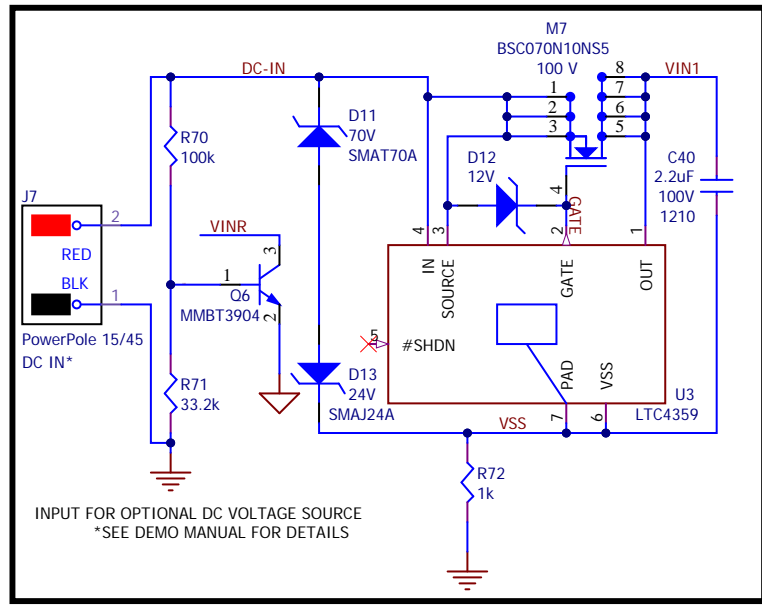 M7
BSC070N10NS5
100 V
DC-IN
VIN1
8
7
6
5
1
2
3
4
D11
70V
SMAT70A
R70
100k
D12
12V
C40
2.2uF
100V
1210
J7
2
RED
BLK
1
PowerPole 15/45
DC IN*
VINR
3
1
Q6
MMBT3904
2
GATE
4
3
2
1
IN
SOURCE
GATE
OUT
5
#SHDN
PAD
VSS
7
6
U3
LTC4359
R71
33.2k
D13
24V
SMAJ24A
VSS
R72
1k
INPUT FOR OPTIONAL DC VOLTAGE SOURCE
*SEE DEMO MANUAL FOR DETAILS